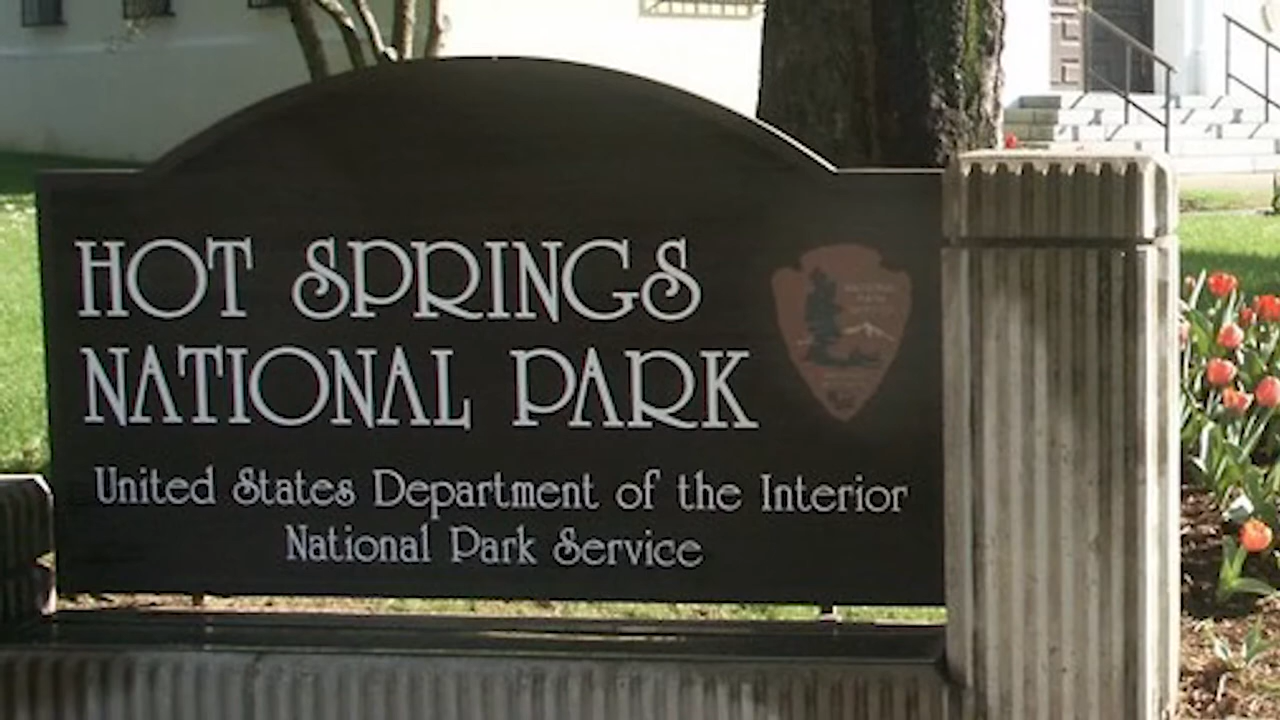 HOT SPRINGS
NATIONAL PARK
United States Department of the Interior
National Park Service